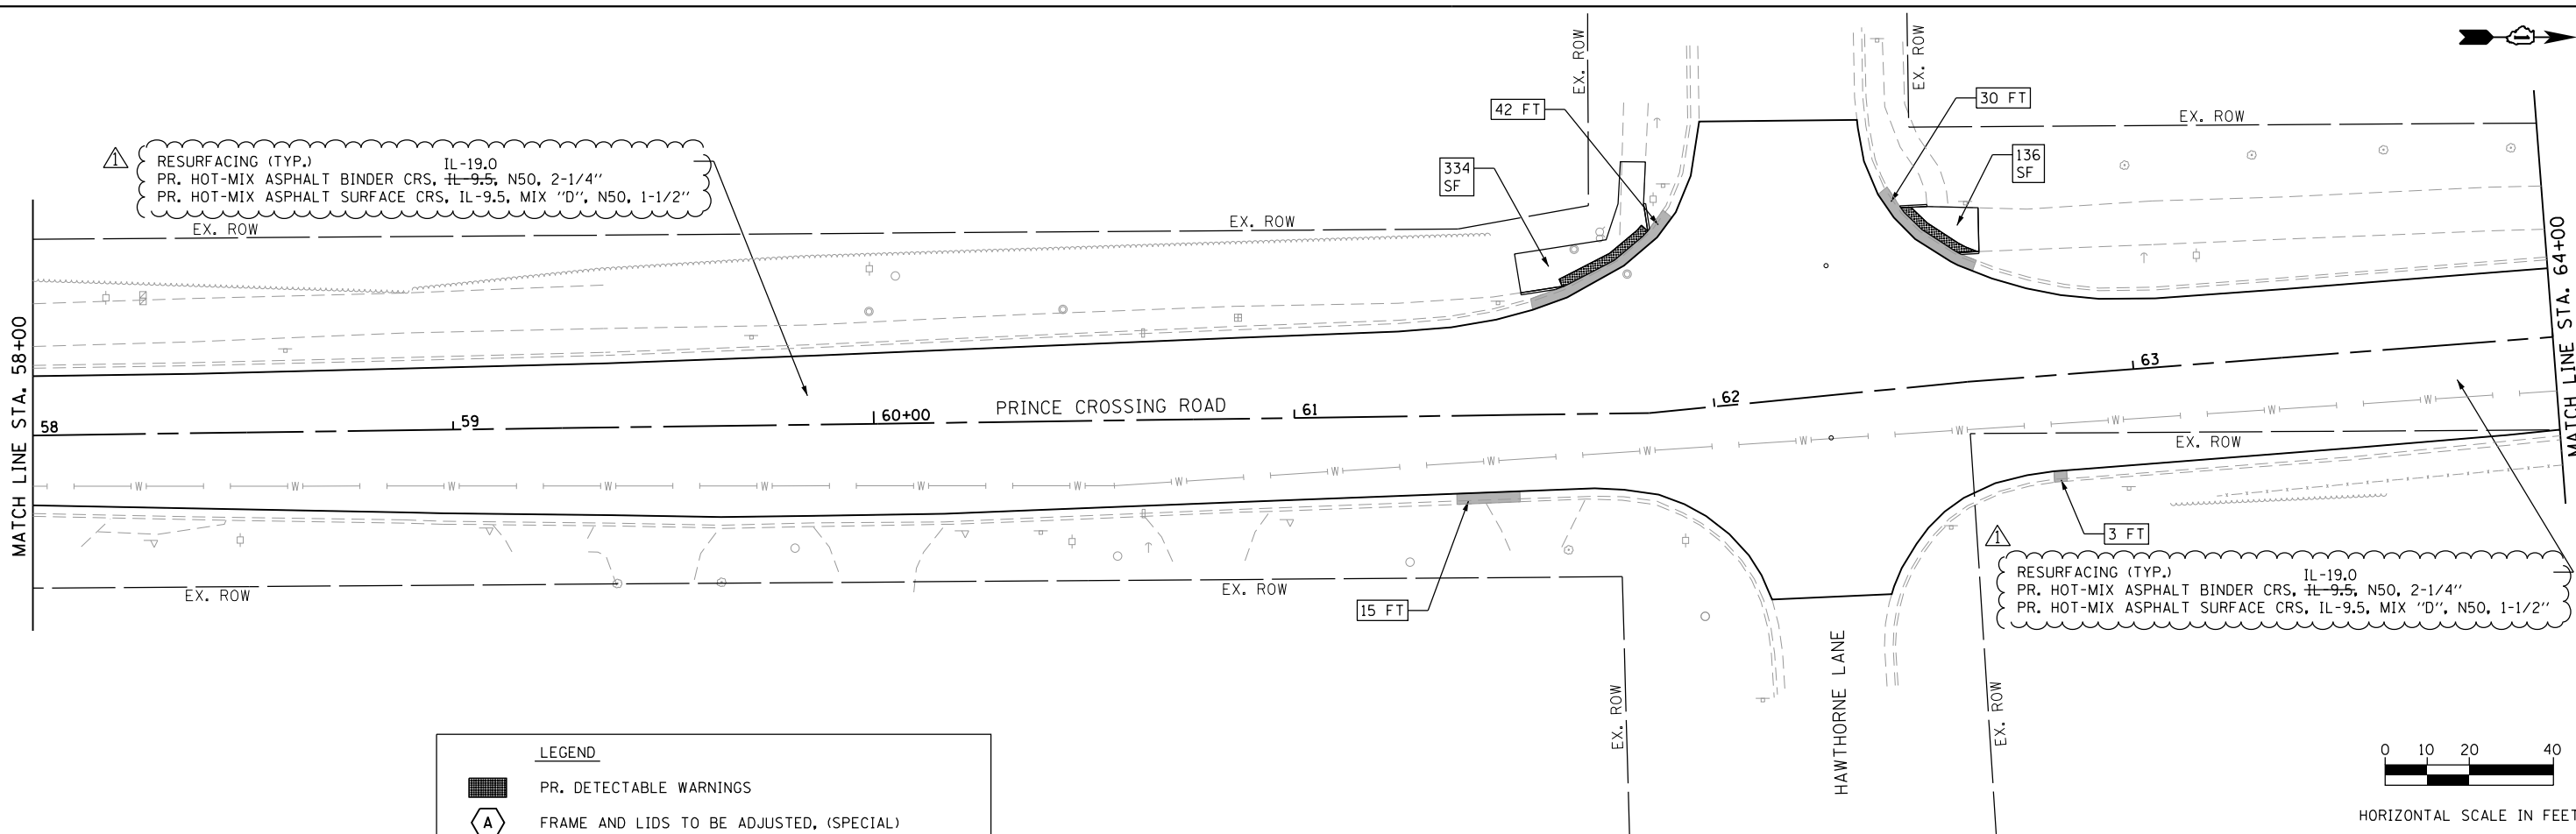 EX. ROW
EX. ROW
1
42 FT
30 FT
EX. ROW
334
SF
136
SF
1
RESURFACING (TYP.)
IL-19.0
PR. HOT-MIX ASPHALT BINDER CRS, IL-9.5, N50, 2-1/4"
PR. HOT-MIX ASPHALT SURFACE CRS, IL-9.5, MIX "D", N50, 1-1/2"
EX. ROW
EX. ROW
MATCH LINE STA. 58+00
MATCH LINE STA. 64+00
58
59
60+00
PRINCE CROSSING ROAD
61
62
63
W W W W W W W W W W W W W W W W
EX. ROW
EX. ROW
EX. ROW
15 FT
3 FT
1
RESURFACING (TYP.)
IL-19.0
PR. HOT-MIX ASPHALT BINDER CRS, IL-9.5, N50, 2-1/4"
PR. HOT-MIX ASPHALT SURFACE CRS, IL-9.5, MIX "D", N50, 1-1/2"
EX. ROW
HAWTHORNE LANE
EX. ROW
LEGEND
PR. DETECTABLE WARNINGS
A FRAME AND LIDS TO BE ADJUSTED, (SPECIAL)
0 10 20 40
HORIZONTAL SCALE IN FEET